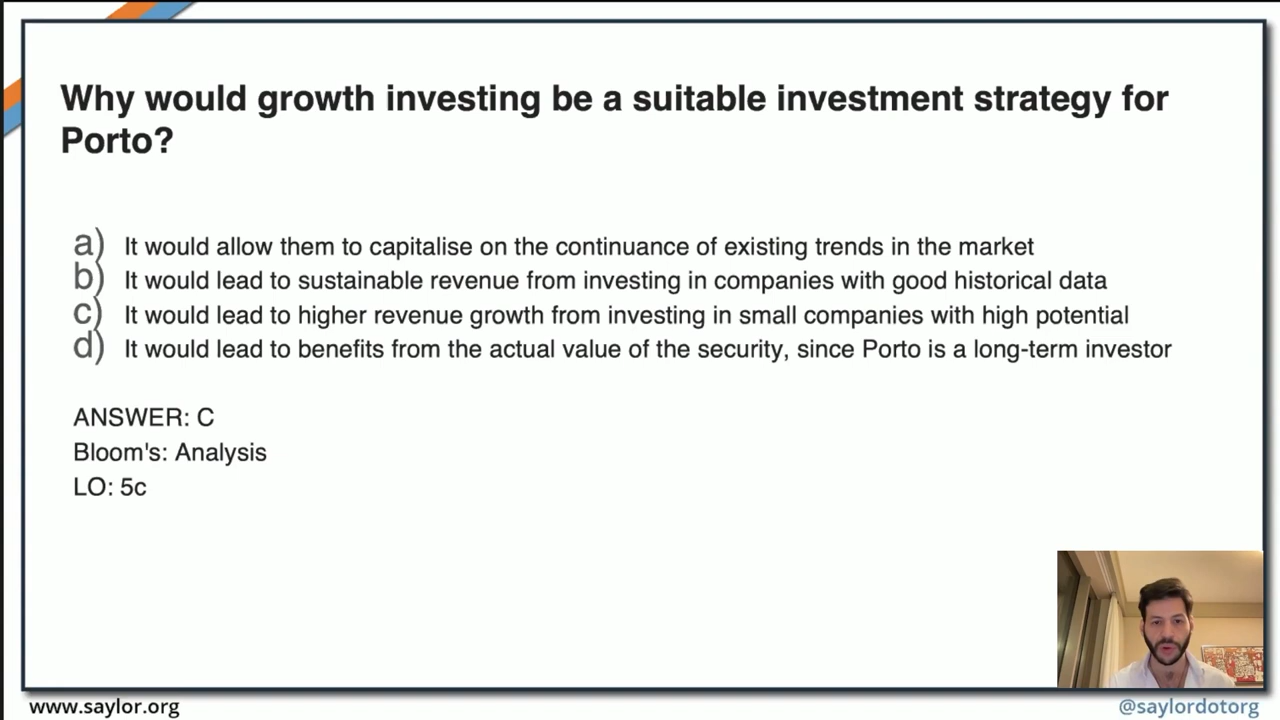 Why would growth investing be a suitable investment strategy for
Porto?
a) It would allow them to capitalise on the continuance of existing trends in the market
b) It would lead to sustainable revenue from investing in companies with good historical data
c) It would lead to higher revenue growth from investing in small companies with high potential
d) It would lead to benefits from the actual value of the security, since Porto is a long-term investor
ANSWER: C
Bloom's: Analysis
LO: 5c
www.saylor.org
@saylordotorg